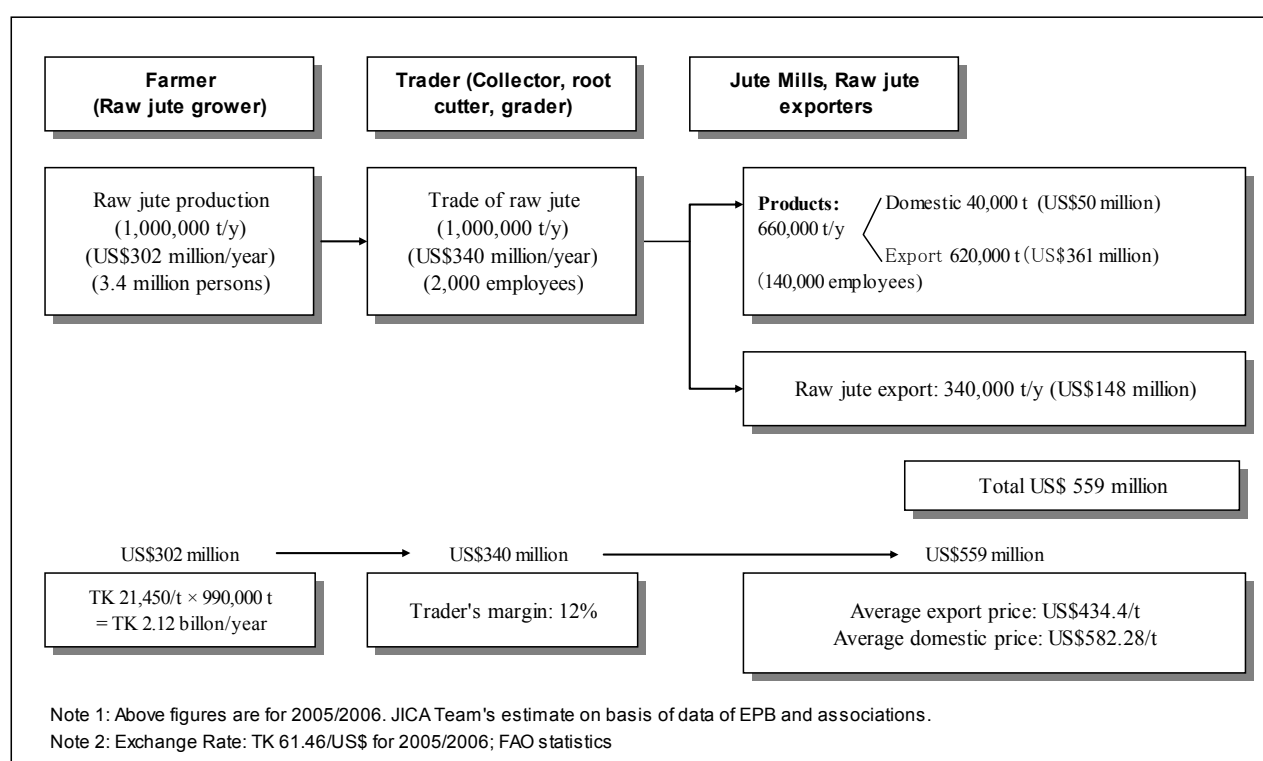 Farmer
(Raw jute grower)
Trader (Collector, root
cutter, grader)
Jute Mills, Raw jute
exporters
Raw jute production
(1,000,000 t/y)
(US$302 million/year)
(3.4 million persons)
Trade of raw jute
(1,000,000 t/y)
(US$340 million/year)
(2,000 employees)
Products:
660,000 t/y
Domestic 40,000 t (US$50 million)
Export 620,000 t (US$361 million)
(140,000 employees)
Raw jute export: 340,000 t/y (US$148 million)
Total US$ 559 million
US$302 million
US$340 million
US$559 million
TK 21,450/t × 990,000 t
= TK 2.12 billon/year
Trader's margin: 12%
Average export price: US$434.4/t
Average domestic price: US$582.28/t
Note 1: Above figures are for 2005/2006. JICA Team's estimate on basis of data of EPB and associations.
Note 2: Exchange Rate: TK 61.46/US$ for 2005/2006; FAO statistics